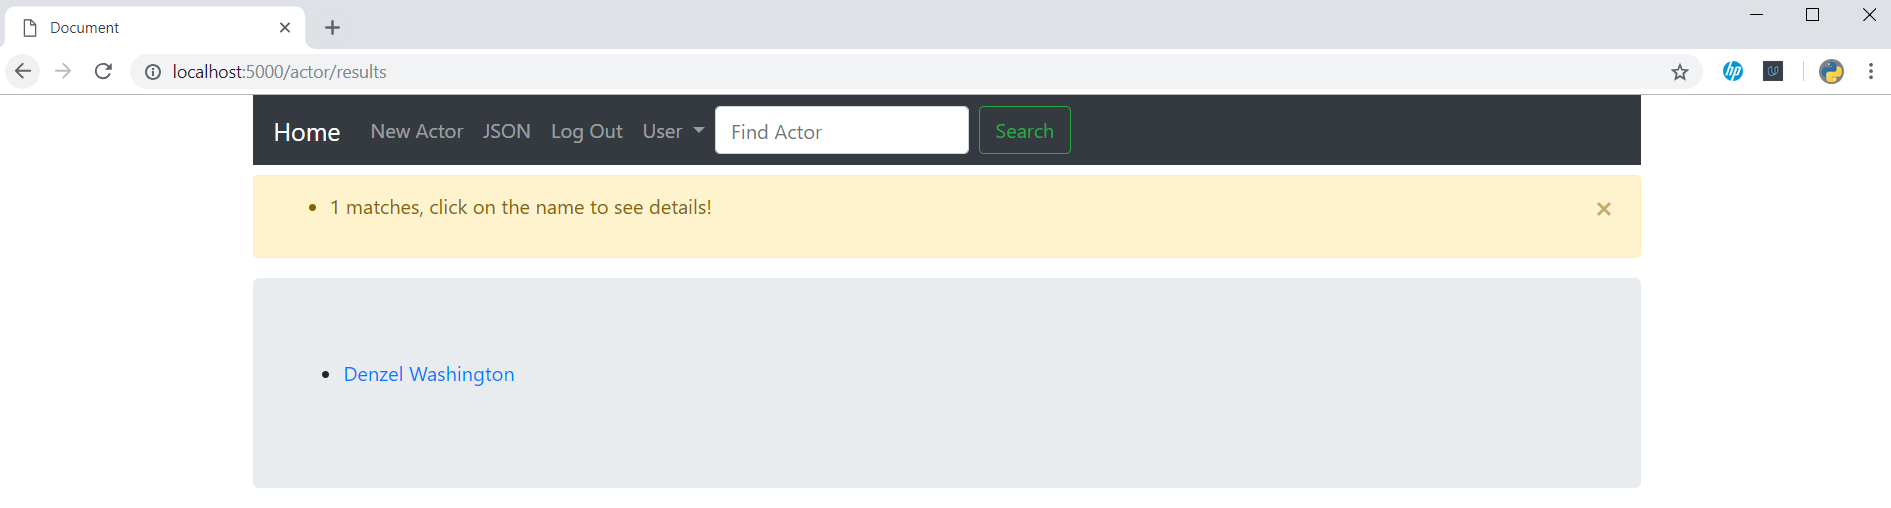 Document
localhost:5000/actor/results
hp
Home New Actor JSON Log Out User Find Actor Search
1 matches, click on the name to see details!
Denzel Washington